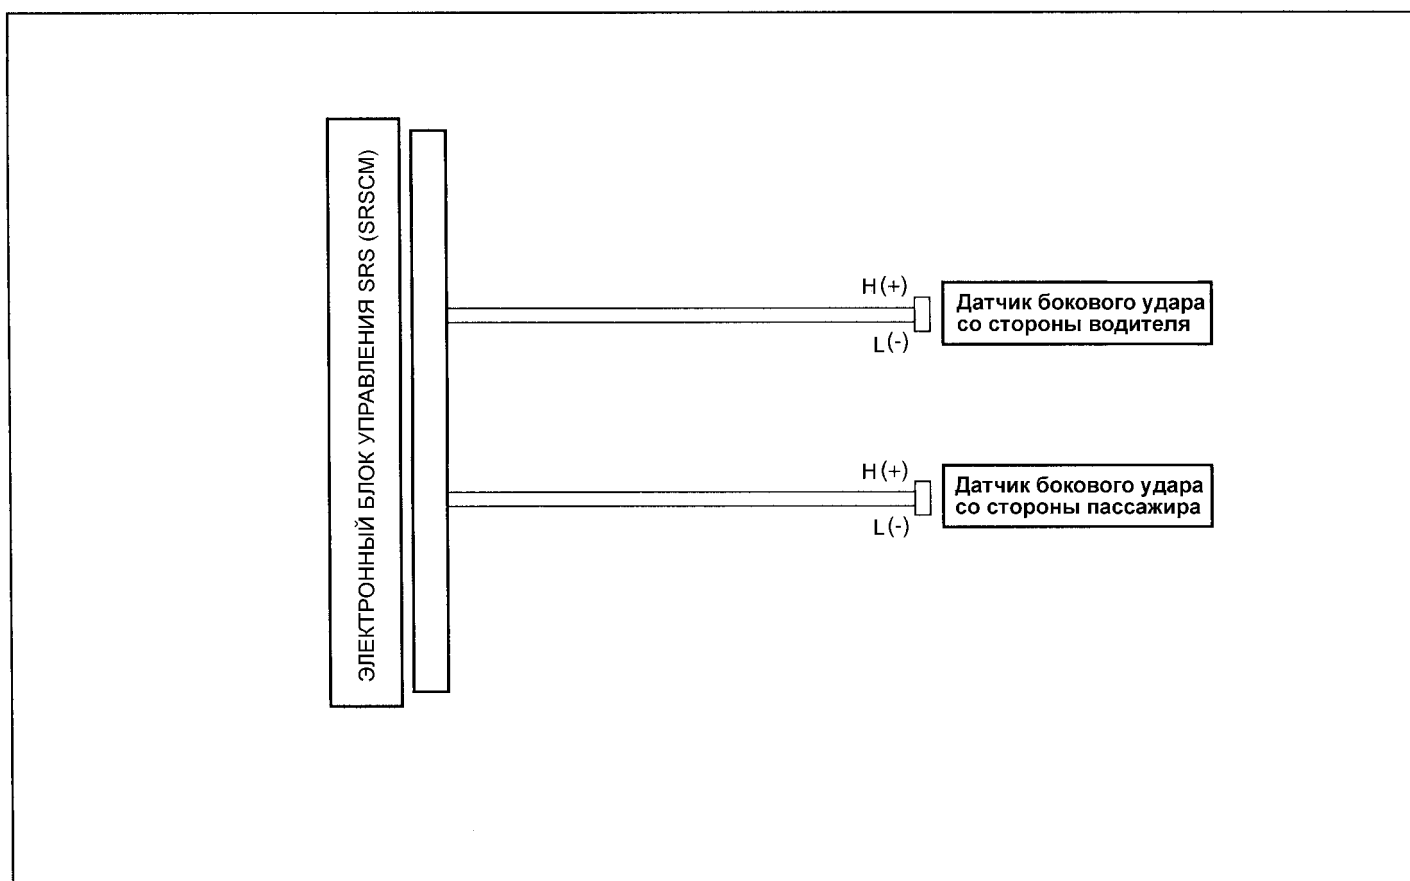 ЭЛЕКТРОННЫЙ БЛОК УПРАВЛЕНИЯ SRS (SRSCM)
H(+)
L(-)
Датчик бокового удара
со стороны водителя
H(+)
L(-)
Датчик бокового удара
со стороны пассажира